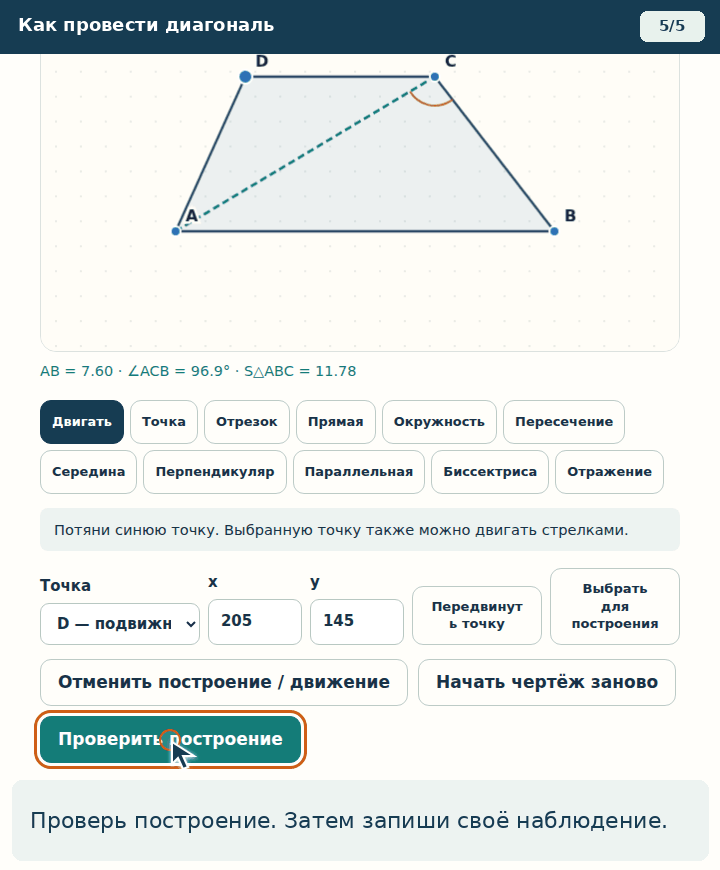 Как провести диагональ
5/5
D
C
A
B
AB = 7.60 · ∠ACB = 96.9° · S△ABC = 11.78
Двигать
Точка
Отрезок
Прямая
Окружность
Пересечение
Середина
Перпендикуляр
Параллельная
Биссектриса
Отражение
Потяни синюю точку. Выбранную точку также можно двигать стрелками.
Точка
x
y
D — подвижн
205
145
Передвинут
ь точку
Выбрать
для
построения
Отменить построение / движение
Начать чертёж заново
Проверить построение
Проверь построение. Затем запиши своё наблюдение.